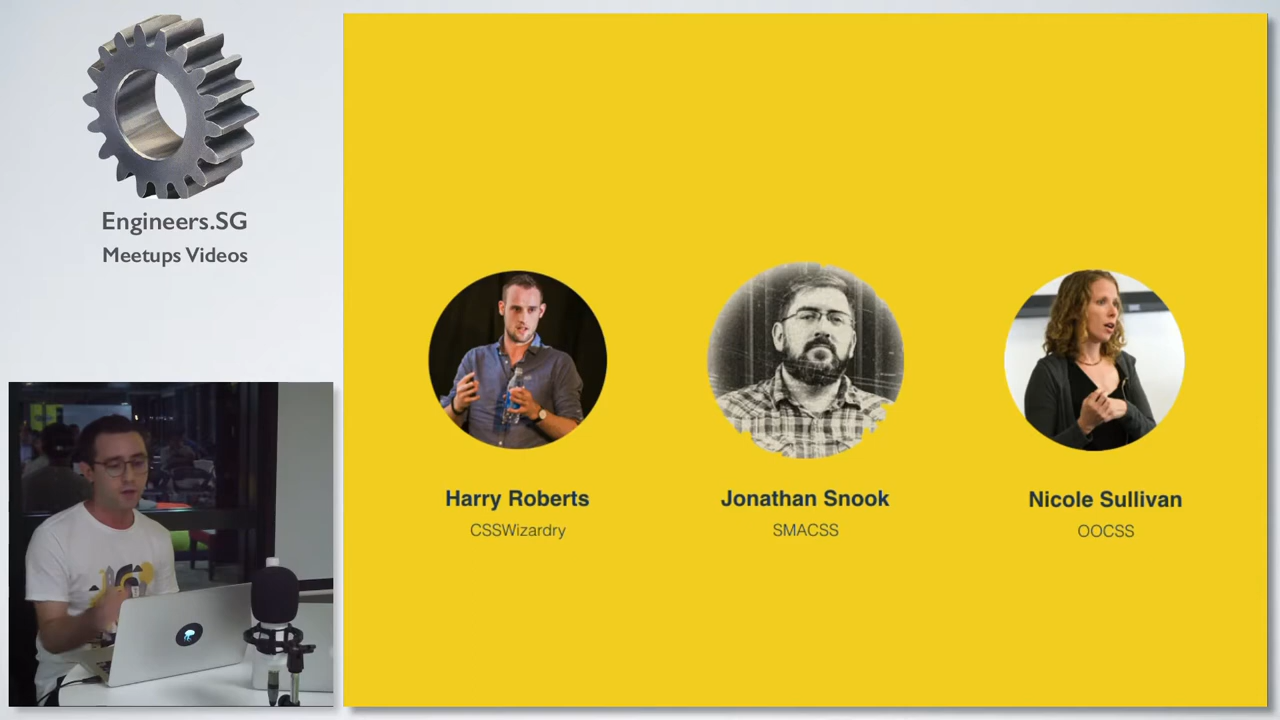 Engineers.SG
Meetups Videos
Harry Roberts
CSSWizardry
Jonathan Snook
SMACSS
Nicole Sullivan
OOCSS